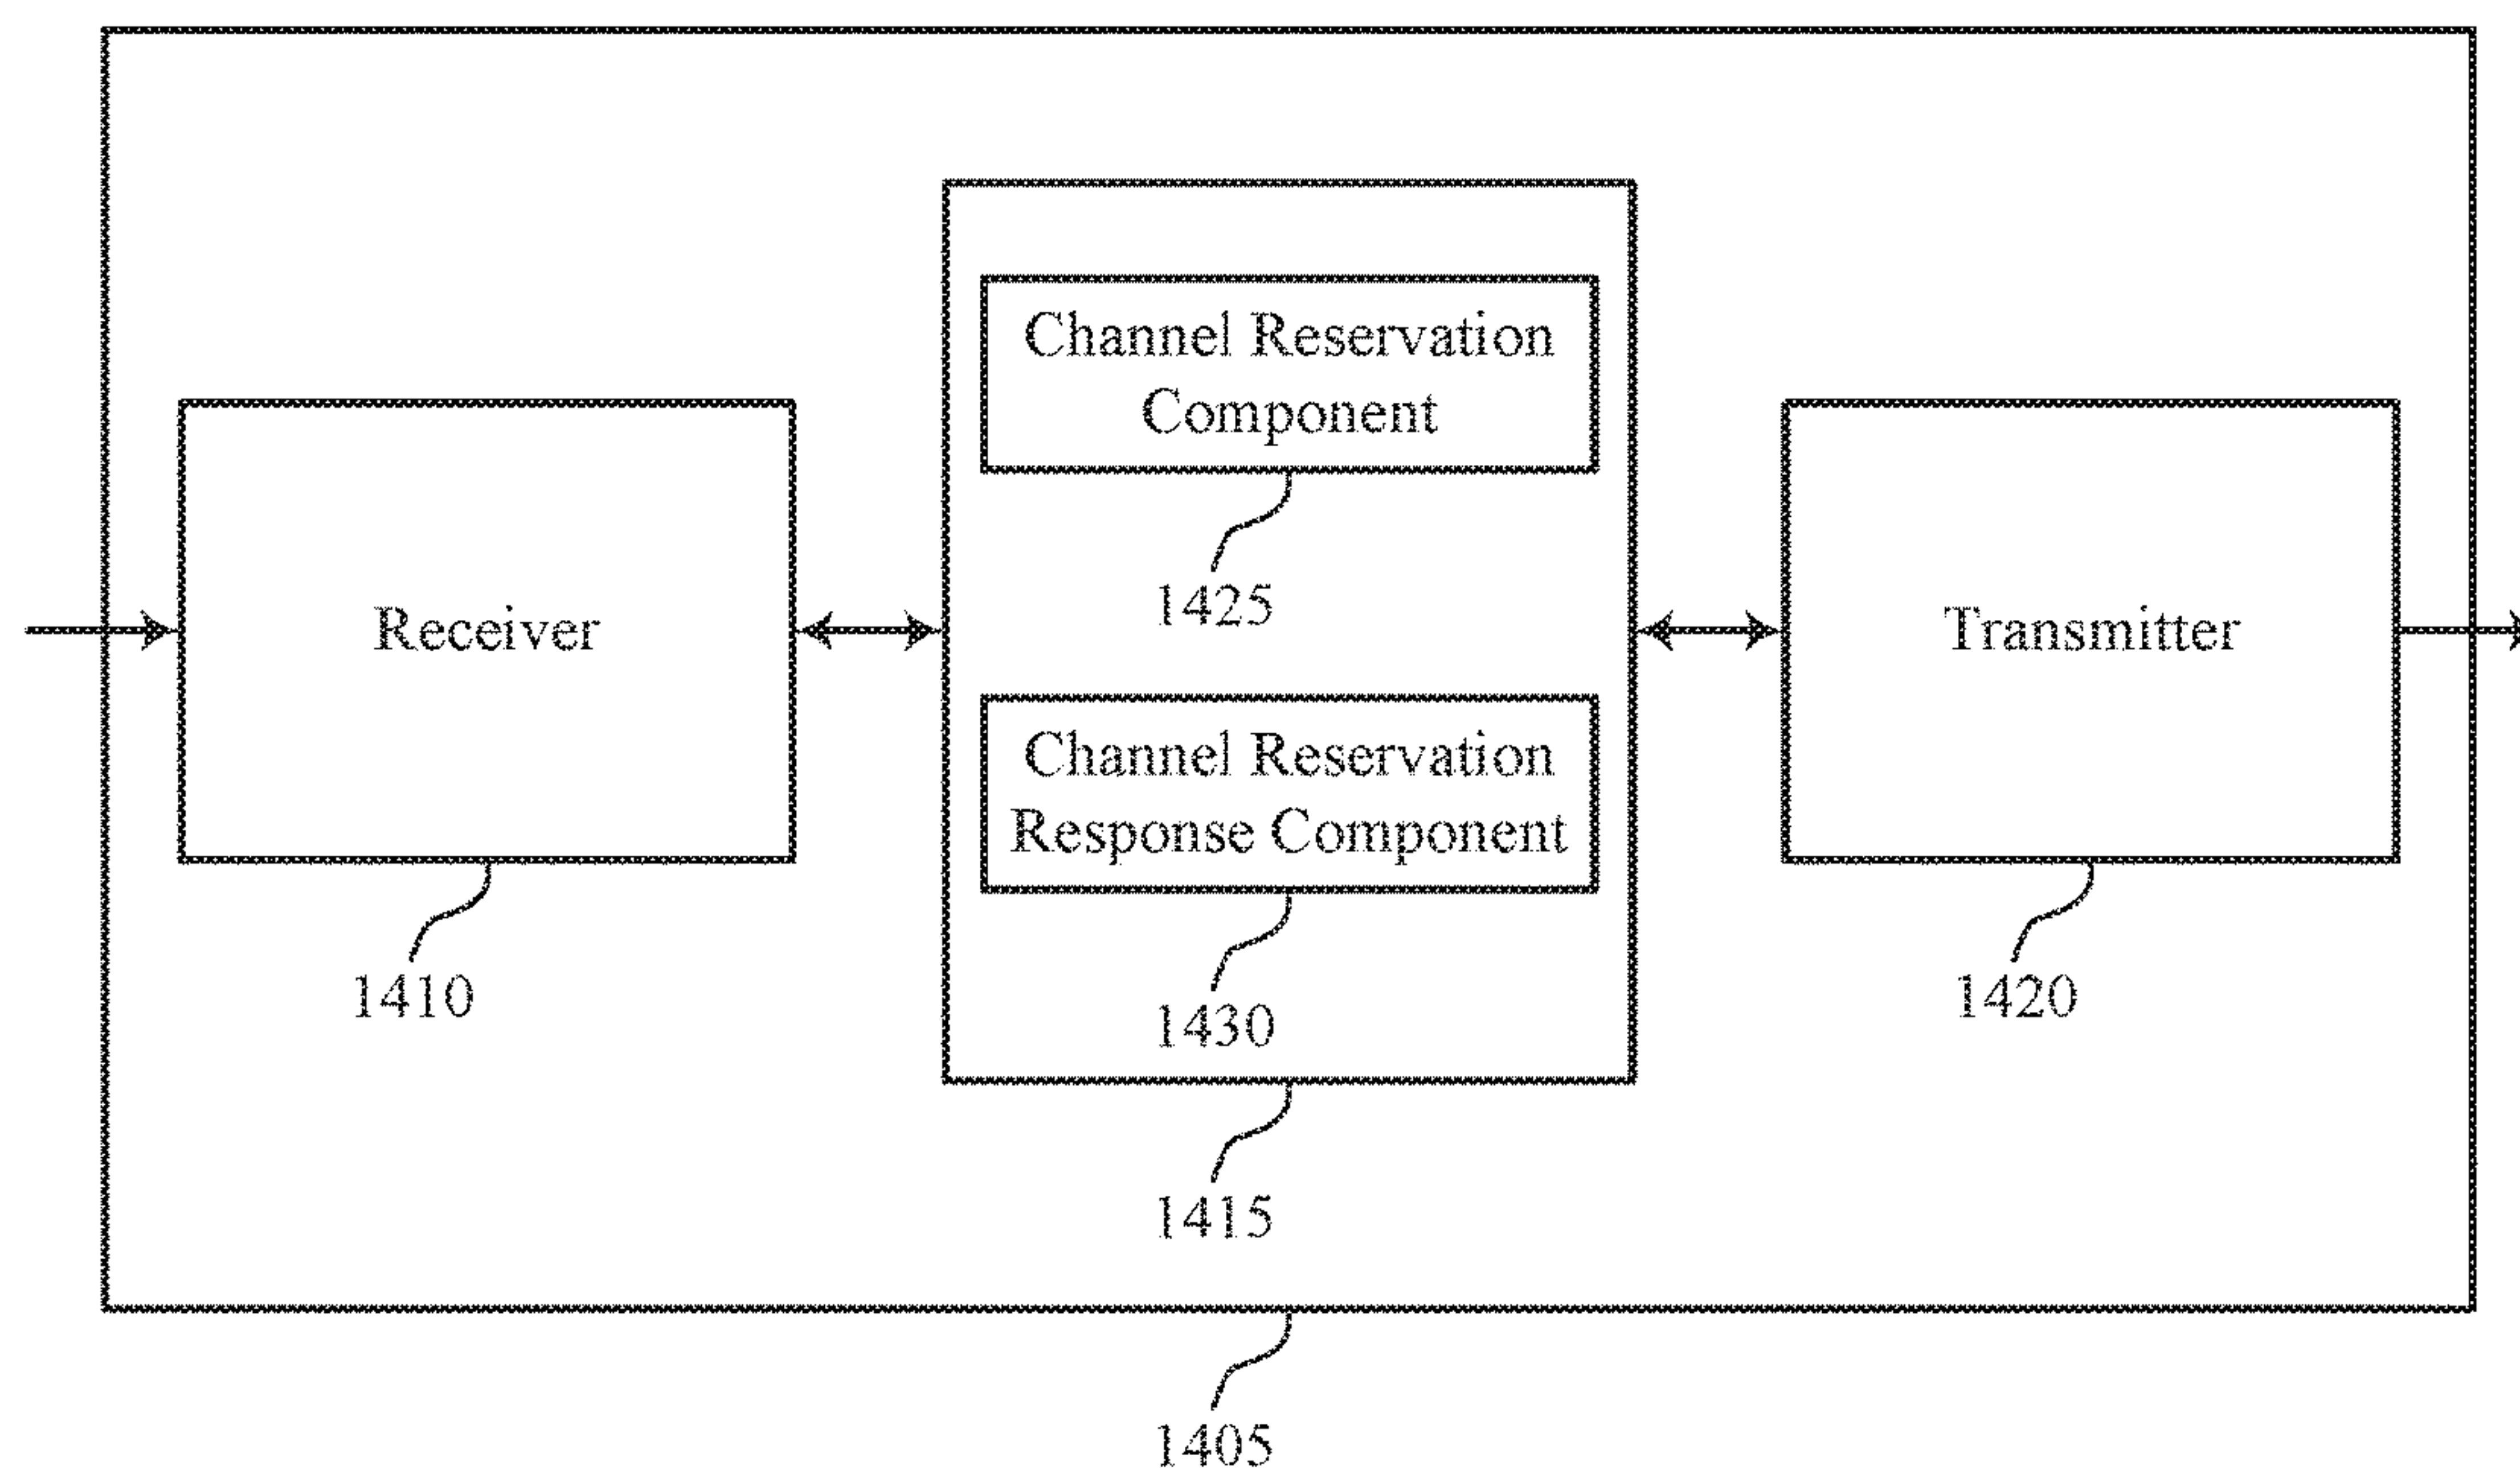 Channel Reservation
Component
1425
Receiver
1410
Channel Reservation
Response Component
1430
1415
Transmitter
1420
1405